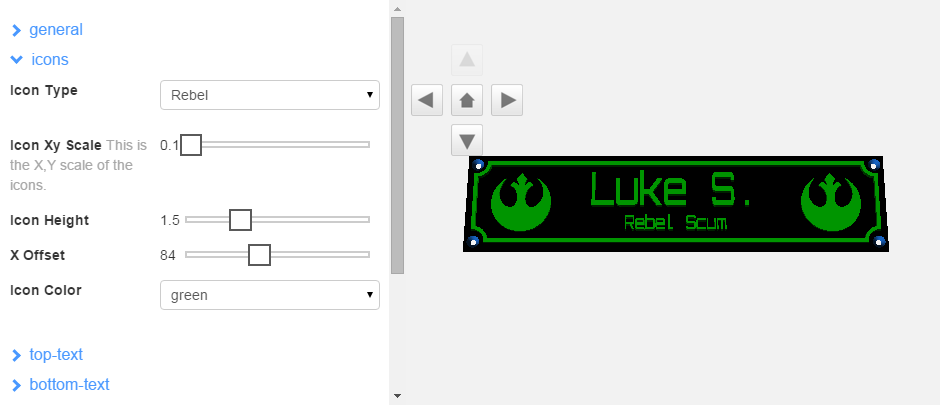 general
icons
Icon Type
Rebel
Icon Xy Scale This is
the X,Y scale of the
icons.
0.1
Icon Height
1.5
X Offset
84
Icon Color
green
top-text
bottom-text
Luke S.
Rebel Scum